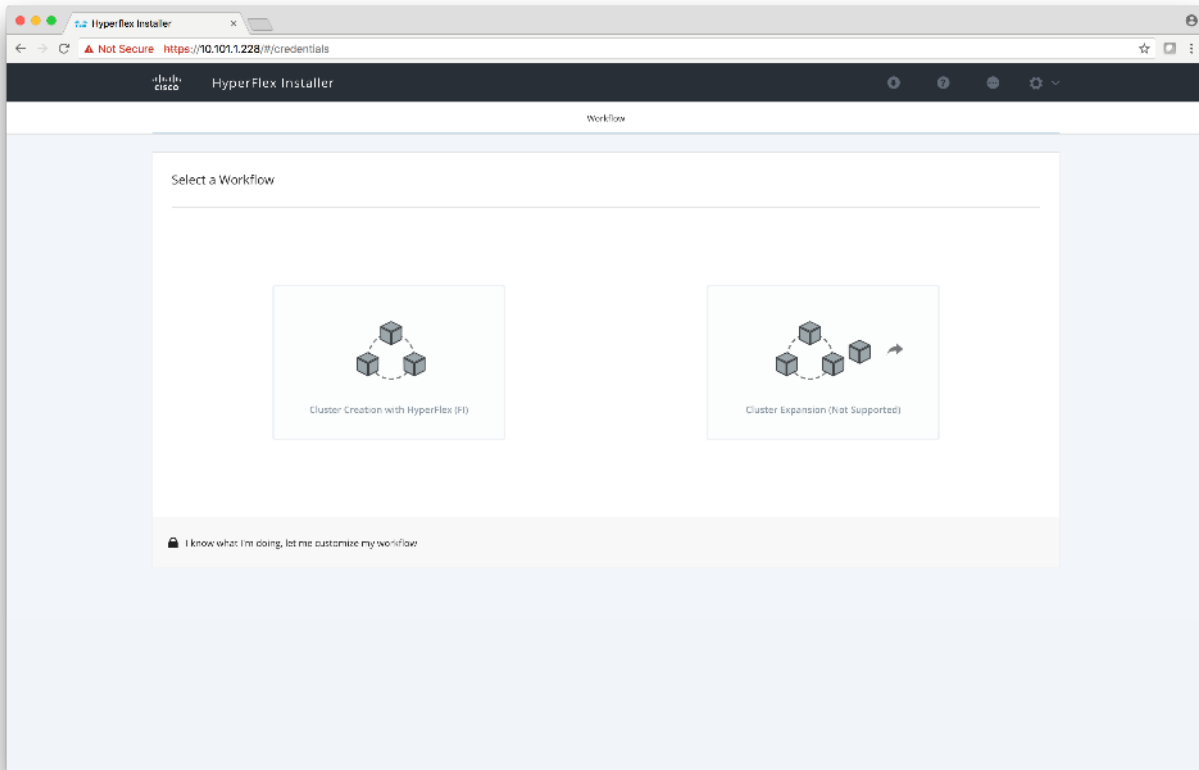 Hyperflex Installer
Not Secure https://10.101.1.228/#/credentials
cisco HyperFlex Installer
Workflow
Select a Workflow
Cluster Creation with HyperFlex (FI)
Cluster Expansion (Not Supported)
I know what I'm doing, let me customize my workflow